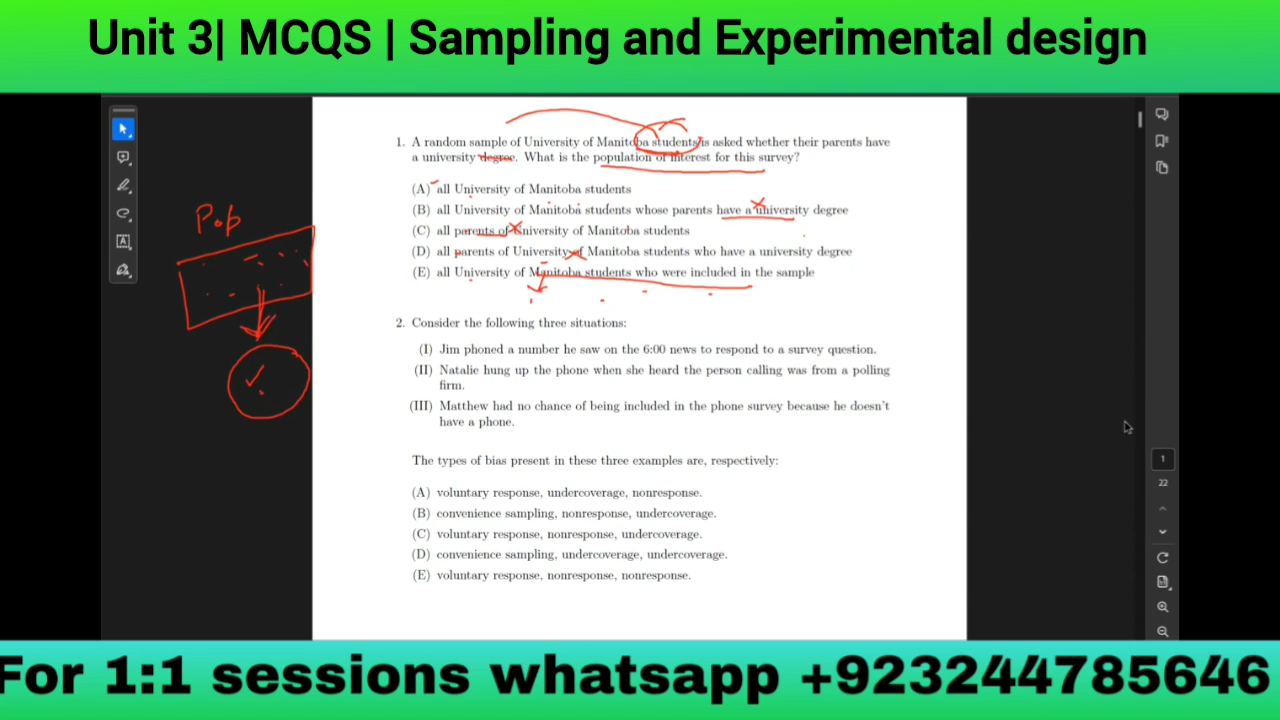 Unit 3| MCQS | Sampling and Experimental design
1. A random sample of University of Manitoba students is asked whether their parents have
a university degree. What is the population of interest for this survey?
(A) all University of Manitoba students
(B) all University of Manitoba students whose parents have a university degree
(C) all parents of University of Manitoba students
(D) all parents of University of Manitoba students who have a university degree
(E) all University of Manitoba students who were included in the sample
Pop
2. Consider the following three situations:
(I) Jim phoned a number he saw on the 6:00 news to respond to a survey question.
(II) Natalie hung up the phone when she heard the person calling was from a polling
firm.
(III) Matthew had no chance of being included in the phone survey because he doesn't
have a phone.
The types of bias present in these three examples are, respectively:
(A) voluntary response, undercoverage, nonresponse.
(B) convenience sampling, nonresponse, undercoverage.
(C) voluntary response, nonresponse, undercoverage.
(D) convenience sampling, undercoverage, undercoverage.
(E) voluntary response, nonresponse, nonresponse.
1
22
For 1:1 sessions whatsapp +923244785646